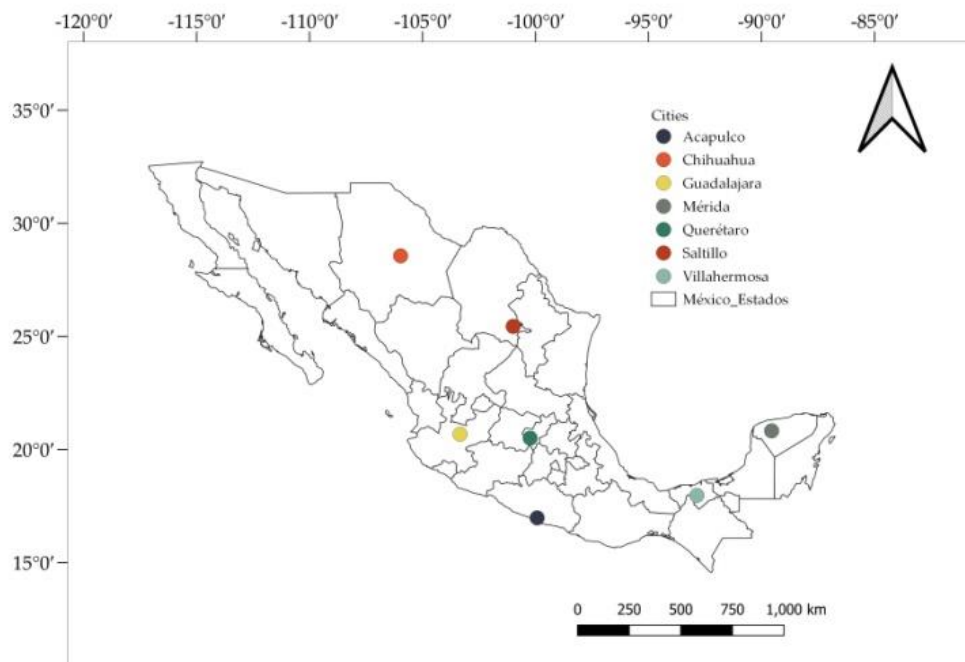 -120°0′ -115°0′ -110°0′ -105°0′ -100°0′ -95°0′ -90°0′ -85°0′
35°0′
30°0′
25°0′
20°0′
15°0′
Cities
Acapulco
Chihuahua
Guadalajara
Mérida
Querétaro
Saltillo
Villahermosa
México_Estados
0 250 500 750 1,000 km